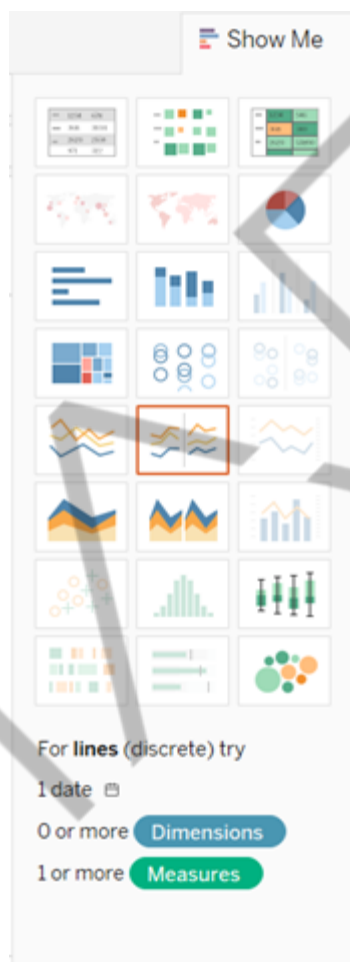 Show Me
For lines (discrete) try
1 date
0 or more Dimensions
1 or more Measures